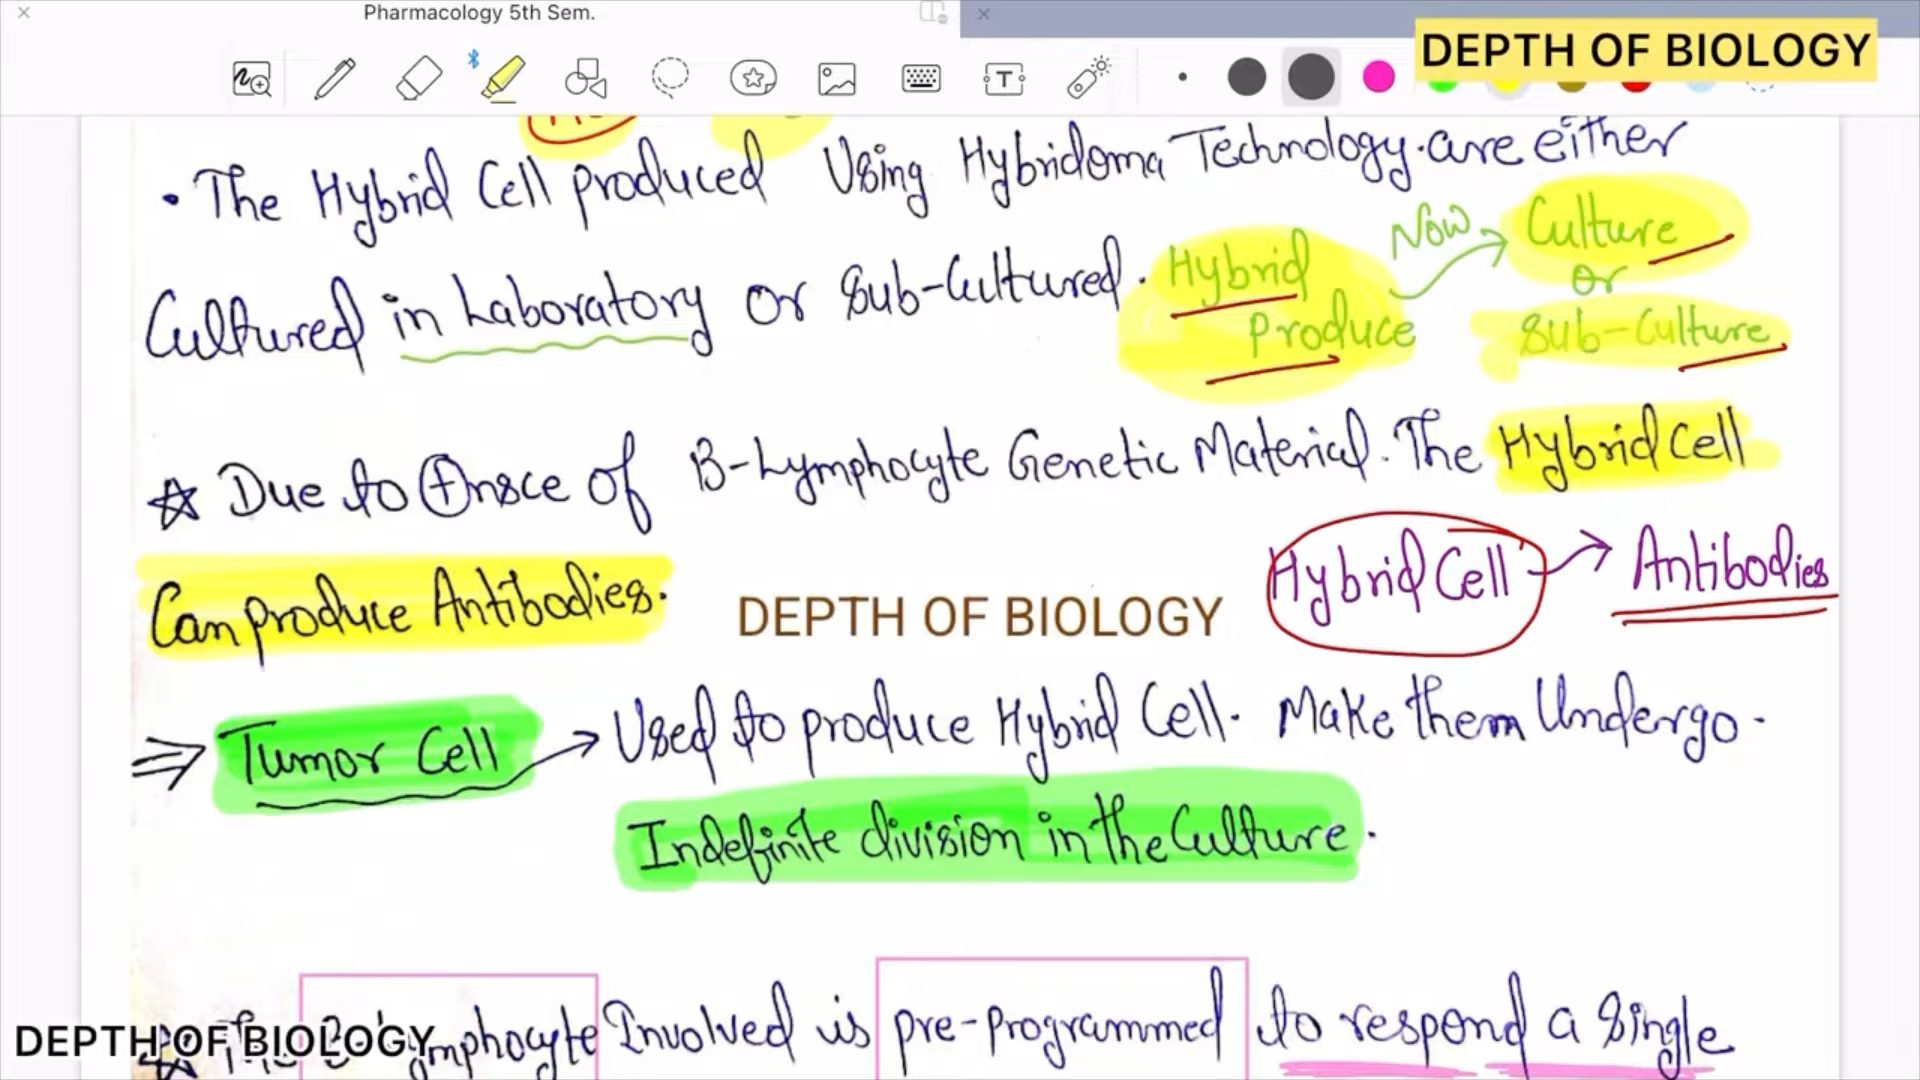 Pharmacology 5th Sem.
DEPTH OF BIOLOGY
• The Hybrid Cell produced Using Hybridoma Technology. are either
Cultured in Laboratory or Sub-Cultured. Hybrid produce Now → Culture or Sub-Culture
☆ Due to ⊕nsce of B-Lymphocyte Genetic Material. The Hybrid Cell
Can produce Antibodies.
Hybrid Cell → Antibodies
DEPTH OF BIOLOGY
⇒ Tumor Cell → Used to produce Hybrid Cell. Make them Undergo.
Indefinite division in the Culture.
☆ The B-Lymphocyte Involved is pre-programmed to respond a Single
DEPTH OF BIOLOGY